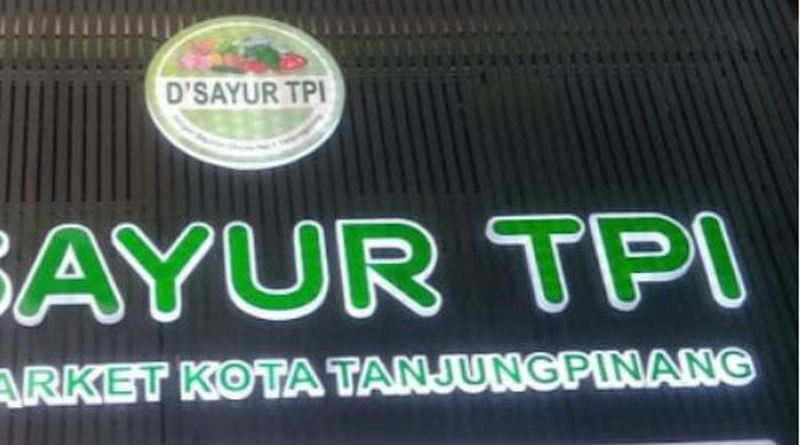 D'SAYUR TPI
SAYUR TPI
ARKET KOTA TANJUNGPINANG